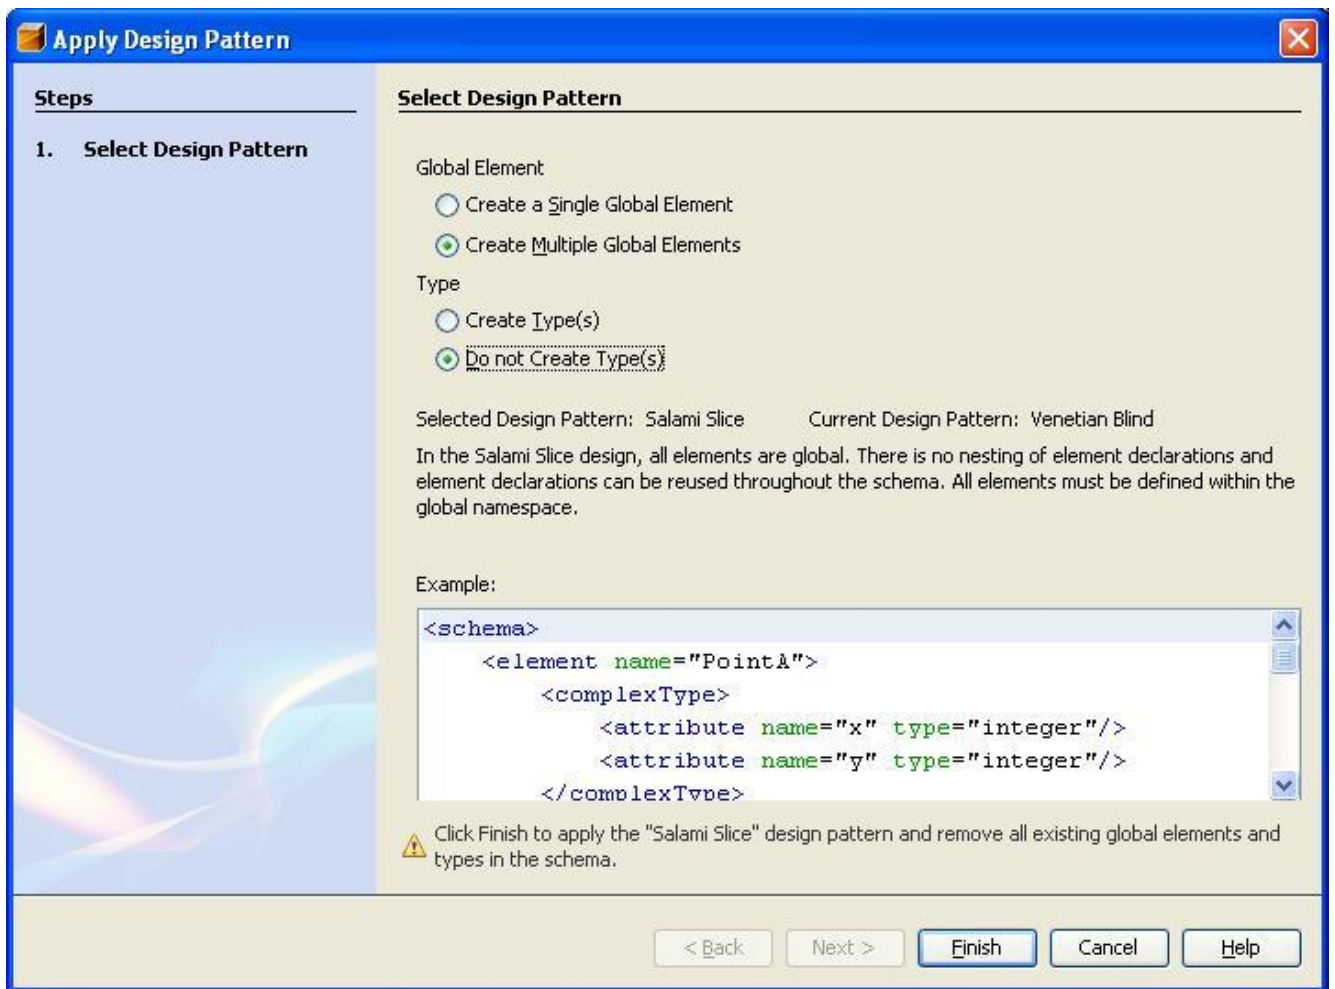 Apply Design Pattern
Steps
1. Select Design Pattern
Select Design Pattern
Global Element
Create a Single Global Element
Create Multiple Global Elements
Type
Create Type(s)
Do not Create Type(s)
Selected Design Pattern: Salami Slice Current Design Pattern: Venetian Blind
In the Salami Slice design, all elements are global. There is no nesting of element declarations and
element declarations can be reused throughout the schema. All elements must be defined within the
global namespace.
Example:
<schema>
<element name="PointA">
<complexType>
<attribute name="x" type="integer"/>
<attribute name="y" type="integer"/>
</complexType>
Click Finish to apply the "Salami Slice" design pattern and remove all existing global elements and
types in the schema.
< Back Next > Finish Cancel Help